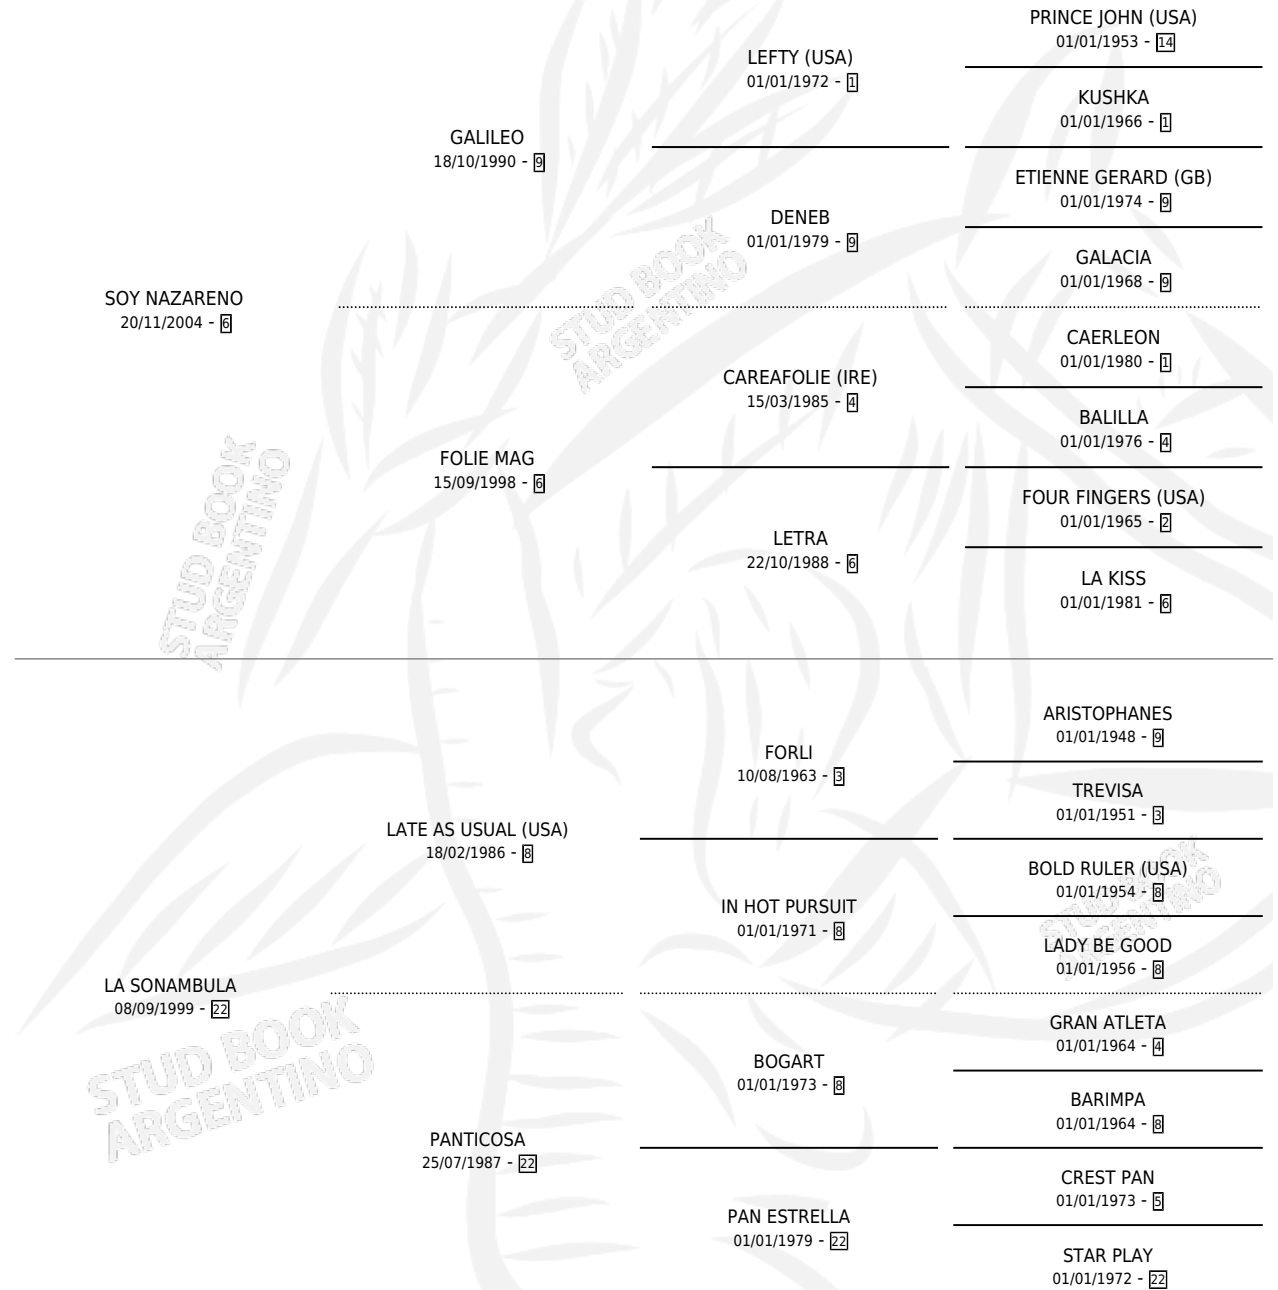 PRINCE JOHN (USA)
01/01/1953 - 14
LEFTY (USA)
01/01/1972 - 1
KUSHKA
01/01/1966 - 1
GALILEO
18/10/1990 - 9
ETIENNE GERARD (GB)
01/01/1974 - 9
DENEB
01/01/1979 - 9
GALACIA
01/01/1968 - 9
SOY NAZARENO
20/11/2004 - 6
CAERLEON
01/01/1980 - 1
CAREAFOLIE (IRE)
15/03/1985 - 4
BALILLA
01/01/1976 - 4
FOLIE MAG
15/09/1998 - 6
FOUR FINGERS (USA)
01/01/1965 - 2
LETRA
22/10/1988 - 6
LA KISS
01/01/1981 - 6
STUD BOOK
ARGENTINO
STUD BOOK
ARGENTINO
ARISTOPHANES
01/01/1948 - 9
FORLI
10/08/1963 - 3
TREVISA
01/01/1951 - 3
LATE AS USUAL (USA)
18/02/1986 - 8
BOLD RULER (USA)
01/01/1954 - 8
IN HOT PURSUIT
01/01/1971 - 8
LADY BE GOOD
01/01/1956 - 8
LA SONAMBULA
08/09/1999 - 22
GRAN ATLETA
01/01/1964 - 4
BOGART
01/01/1973 - 8
BARIMPA
01/01/1964 - 8
PANTICOSA
25/07/1987 - 22
CREST PAN
01/01/1973 - 5
PAN ESTRELLA
01/01/1979 - 22
STAR PLAY
01/01/1972 - 22
STUD BOOK
ARGENTINO
STUD BOOK
ARGENTINO